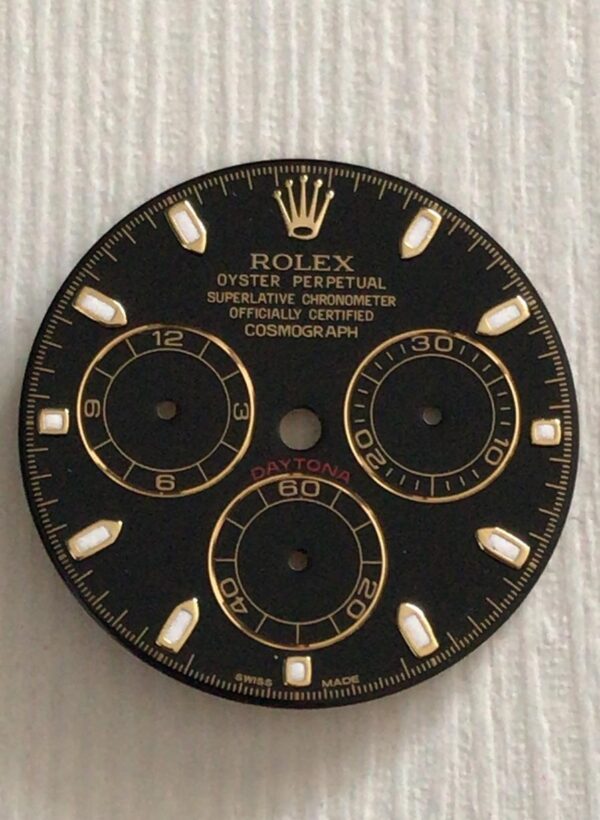 ROLEX
OYSTER PERPETUAL
SUPERLATIVE CHRONOMETER
OFFICIALLY CERTIFIED
COSMOGRAPH
12
3
6
9
30
10
20
DAYTONA
60
20
40
SWISS MADE